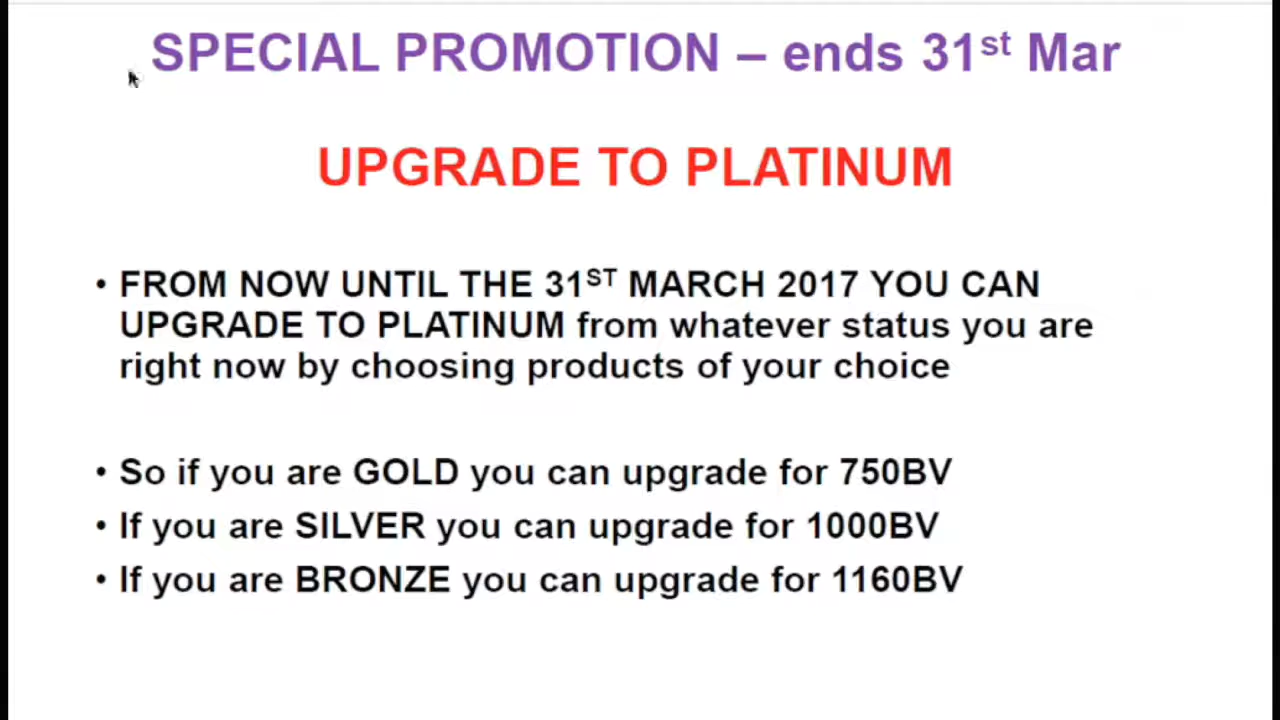 SPECIAL PROMOTION – ends 31st Mar
UPGRADE TO PLATINUM
• FROM NOW UNTIL THE 31ST MARCH 2017 YOU CAN
UPGRADE TO PLATINUM from whatever status you are
right now by choosing products of your choice
• So if you are GOLD you can upgrade for 750BV
• If you are SILVER you can upgrade for 1000BV
• If you are BRONZE you can upgrade for 1160BV